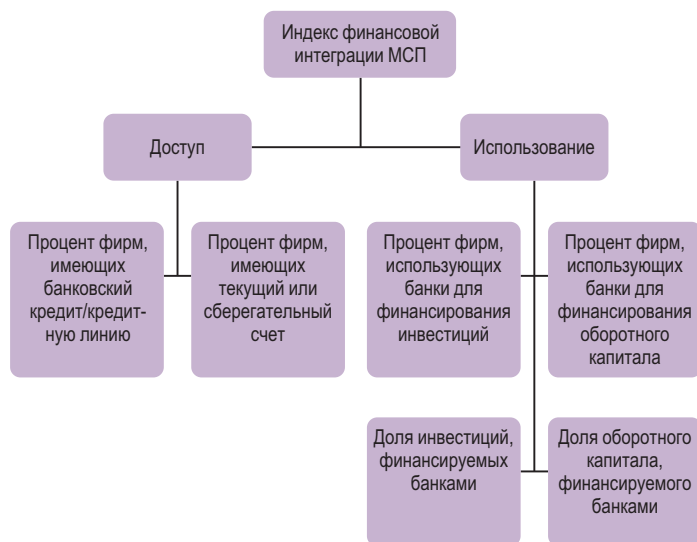 Индекс финансовой
интеграции МСП
Доступ
Использование
Процент фирм,
имеющих
банковский
кредит/кредит-
ную линию
Процент фирм,
имеющих
текущий или
сберегательный
счет
Процент фирм,
использующих
банки для
финансирования
инвестиций
Процент фирм,
использующих
банки для
финансирования
оборотного
капитала
Доля инвестиций,
финансируемых
банками
Доля оборотного
капитала,
финансируемого
банками